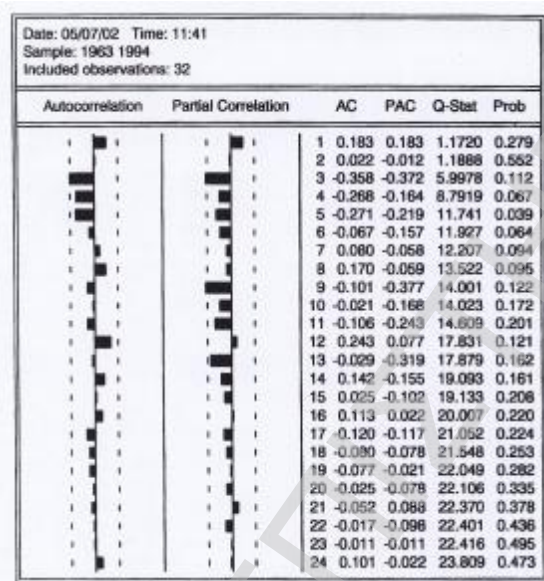 Date: 05/07/02 Time: 11:41
Sample: 1963 1994
Included observations: 32
Autocorrelation Partial Correlation AC PAC Q-Stat Prob
1 0.183 0.183 1.1720 0.279
2 0.022 -0.012 1.1888 0.552
3 -0.358 -0.372 5.9978 0.112
4 -0.268 -0.164 8.7919 0.067
5 -0.271 -0.219 11.741 0.039
6 -0.067 -0.157 11.927 0.064
7 0.080 -0.058 12.207 0.094
8 0.170 -0.059 13.522 0.095
9 -0.101 -0.377 14.001 0.122
10 -0.021 -0.168 14.023 0.172
11 -0.106 -0.243 14.609 0.201
12 0.243 0.077 17.831 0.121
13 -0.029 -0.319 17.879 0.162
14 0.142 -0.155 19.093 0.161
15 0.025 -0.102 19.133 0.208
16 0.113 0.022 20.007 0.220
17 -0.120 -0.117 21.052 0.224
18 -0.080 -0.078 21.548 0.253
19 -0.077 -0.021 22.049 0.282
20 -0.025 -0.078 22.106 0.335
21 -0.052 0.088 22.370 0.378
22 -0.017 -0.098 22.401 0.436
23 -0.011 -0.011 22.416 0.495
24 0.101 -0.022 23.809 0.473